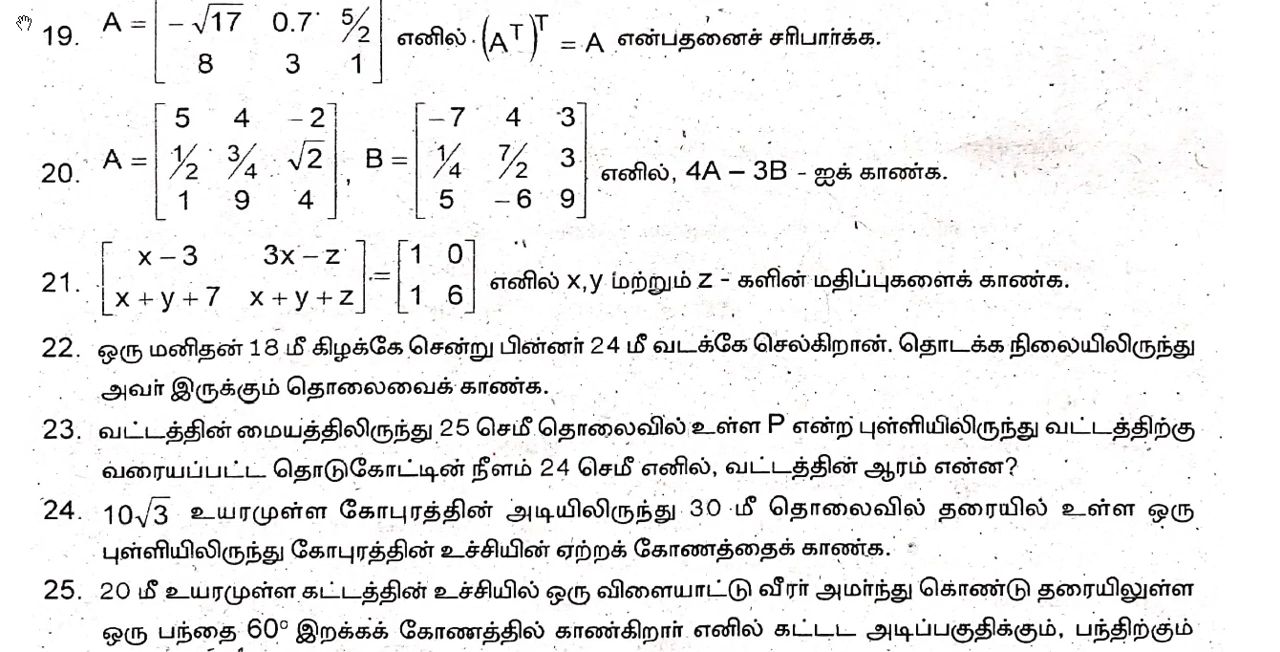 19. A = [ -√17 0.7 5/2 ; 8 3 1 ] எனில் (Aᵀ)ᵀ = A என்பதனைச் சரிபார்க்க.
20. A = [ 5 4 -2 ; 1/2 3/4 √2 ; 1 9 4 ], B = [ -7 4 3 ; 1/4 7/2 3 ; 5 -6 9 ] எனில், 4A – 3B - ஐக் காண்க.
21. [ x – 3 3x – z ; x + y + 7 x + y + z ] = [ 1 0 ; 1 6 ] எனில் x,y மற்றும் z - களின் மதிப்புகளைக் காண்க.
22. ஒரு மனிதன் 18 மீ கிழக்கே சென்று பின்னர் 24 மீ வடக்கே செல்கிறான். தொடக்க நிலையிலிருந்து
அவர் இருக்கும் தொலைவைக் காண்க.
23. வட்டத்தின் மையத்திலிருந்து 25 செமீ தொலைவில் உள்ள P என்ற புள்ளியிலிருந்து வட்டத்திற்கு
வரையப்பட்ட தொடுகோட்டின் நீளம் 24 செமீ எனில், வட்டத்தின் ஆரம் என்ன?
24. 10√3 உயரமுள்ள கோபுரத்தின் அடியிலிருந்து 30 மீ தொலைவில் தரையில் உள்ள ஒரு
புள்ளியிலிருந்து கோபுரத்தின் உச்சியின் ஏற்றக் கோணத்தைக் காண்க.
25. 20 மீ உயரமுள்ள கட்டத்தின் உச்சியில் ஒரு விளையாட்டு வீரர் அமர்ந்து கொண்டு தரையிலுள்ள
ஒரு பந்தை 60° இறக்கக் கோணத்தில் காண்கிறார் எனில் கட்டட அடிப்பகுதிக்கும், பந்திற்கும்